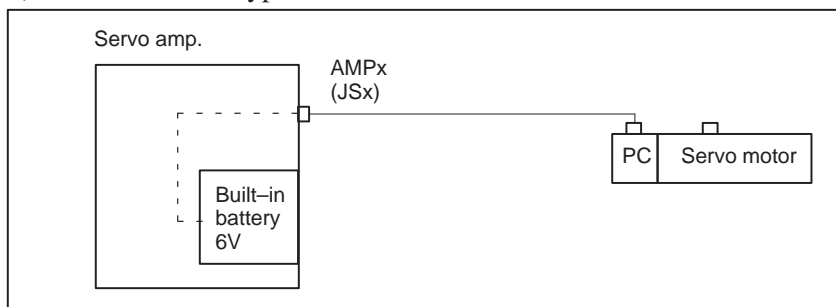 Servo amp.
AMPx
(JSx)
PC
Servo motor
Built–in
battery
6V